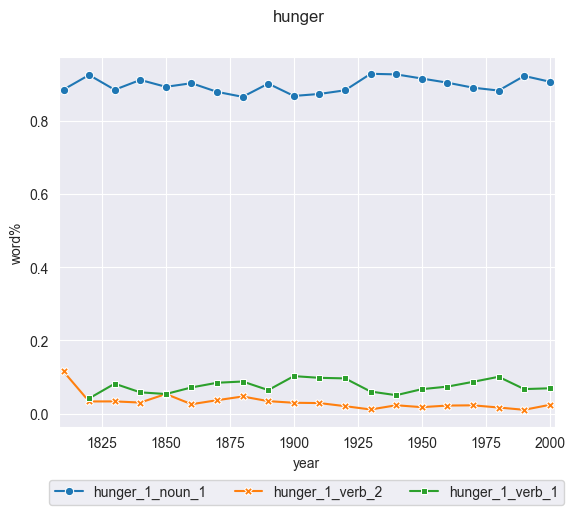 hunger
word%
0.8
0.6
0.4
0.2
0.0
1825 1850 1875 1900 1925 1950 1975 2000
year
hunger_1_noun_1 hunger_1_verb_2 hunger_1_verb_1